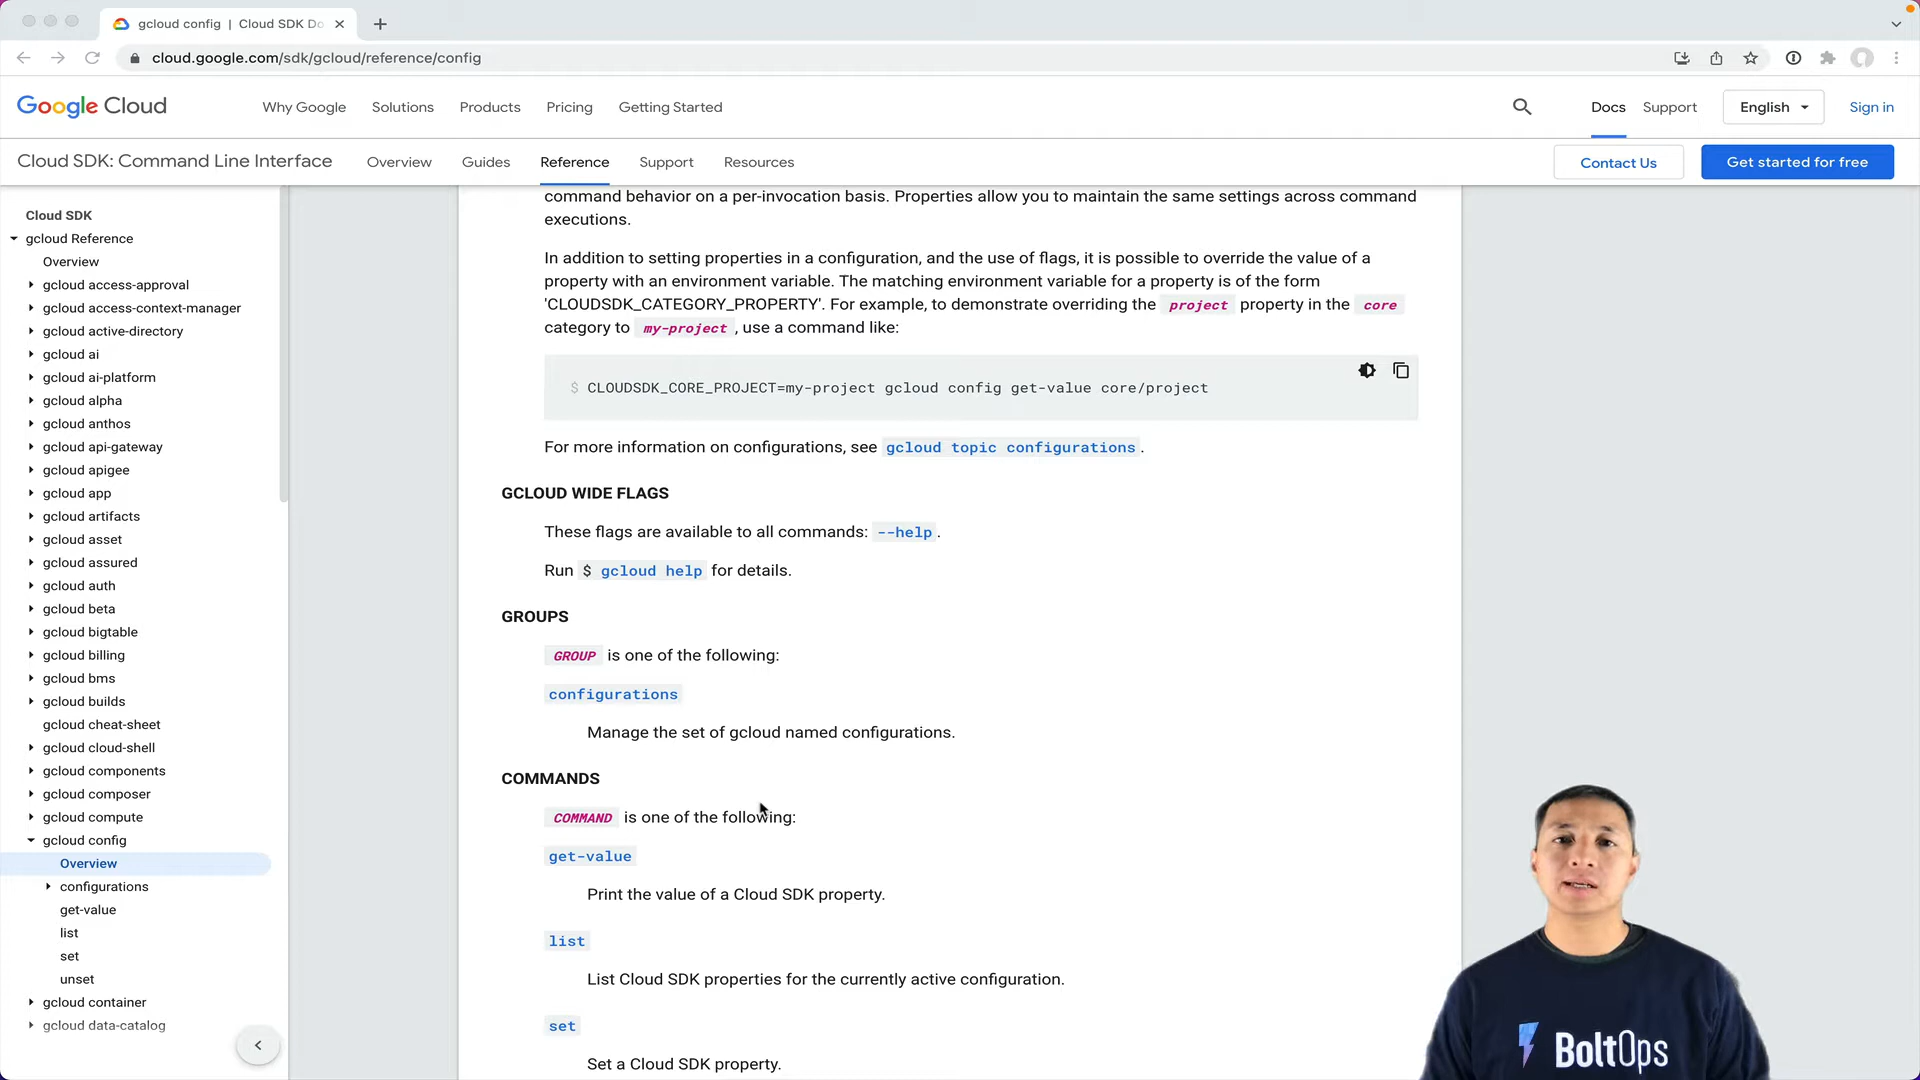 gcloud config | Cloud SDK Do
cloud.google.com/sdk/gcloud/reference/config
Google Cloud
Why Google
Solutions
Products
Pricing
Getting Started
Docs
Support
English
Sign in
Cloud SDK: Command Line Interface
Overview
Guides
Reference
Support
Resources
Contact Us
Get started for free
Cloud SDK
gcloud Reference
Overview
gcloud access-approval
gcloud access-context-manager
gcloud active-directory
gcloud ai
gcloud ai-platform
gcloud alpha
gcloud anthos
gcloud api-gateway
gcloud apigee
gcloud app
gcloud artifacts
gcloud asset
gcloud assured
gcloud auth
gcloud beta
gcloud bigtable
gcloud billing
gcloud bms
gcloud builds
gcloud cheat-sheet
gcloud cloud-shell
gcloud components
gcloud composer
gcloud compute
gcloud config
Overview
configurations
get-value
list
set
unset
gcloud container
gcloud data-catalog
command behavior on a per-invocation basis. Properties allow you to maintain the same settings across command
executions.
In addition to setting properties in a configuration, and the use of flags, it is possible to override the value of a
property with an environment variable. The matching environment variable for a property is of the form
'CLOUDSDK_CATEGORY_PROPERTY'. For example, to demonstrate overriding the project property in the core
category to my-project , use a command like:
$ CLOUDSDK_CORE_PROJECT=my-project gcloud config get-value core/project
For more information on configurations, see gcloud topic configurations .
GCLOUD WIDE FLAGS
These flags are available to all commands: --help .
Run $ gcloud help for details.
GROUPS
GROUP is one of the following:
configurations
Manage the set of gcloud named configurations.
COMMANDS
COMMAND is one of the following:
get-value
Print the value of a Cloud SDK property.
list
List Cloud SDK properties for the currently active configuration.
set
Set a Cloud SDK property.
BoltOps